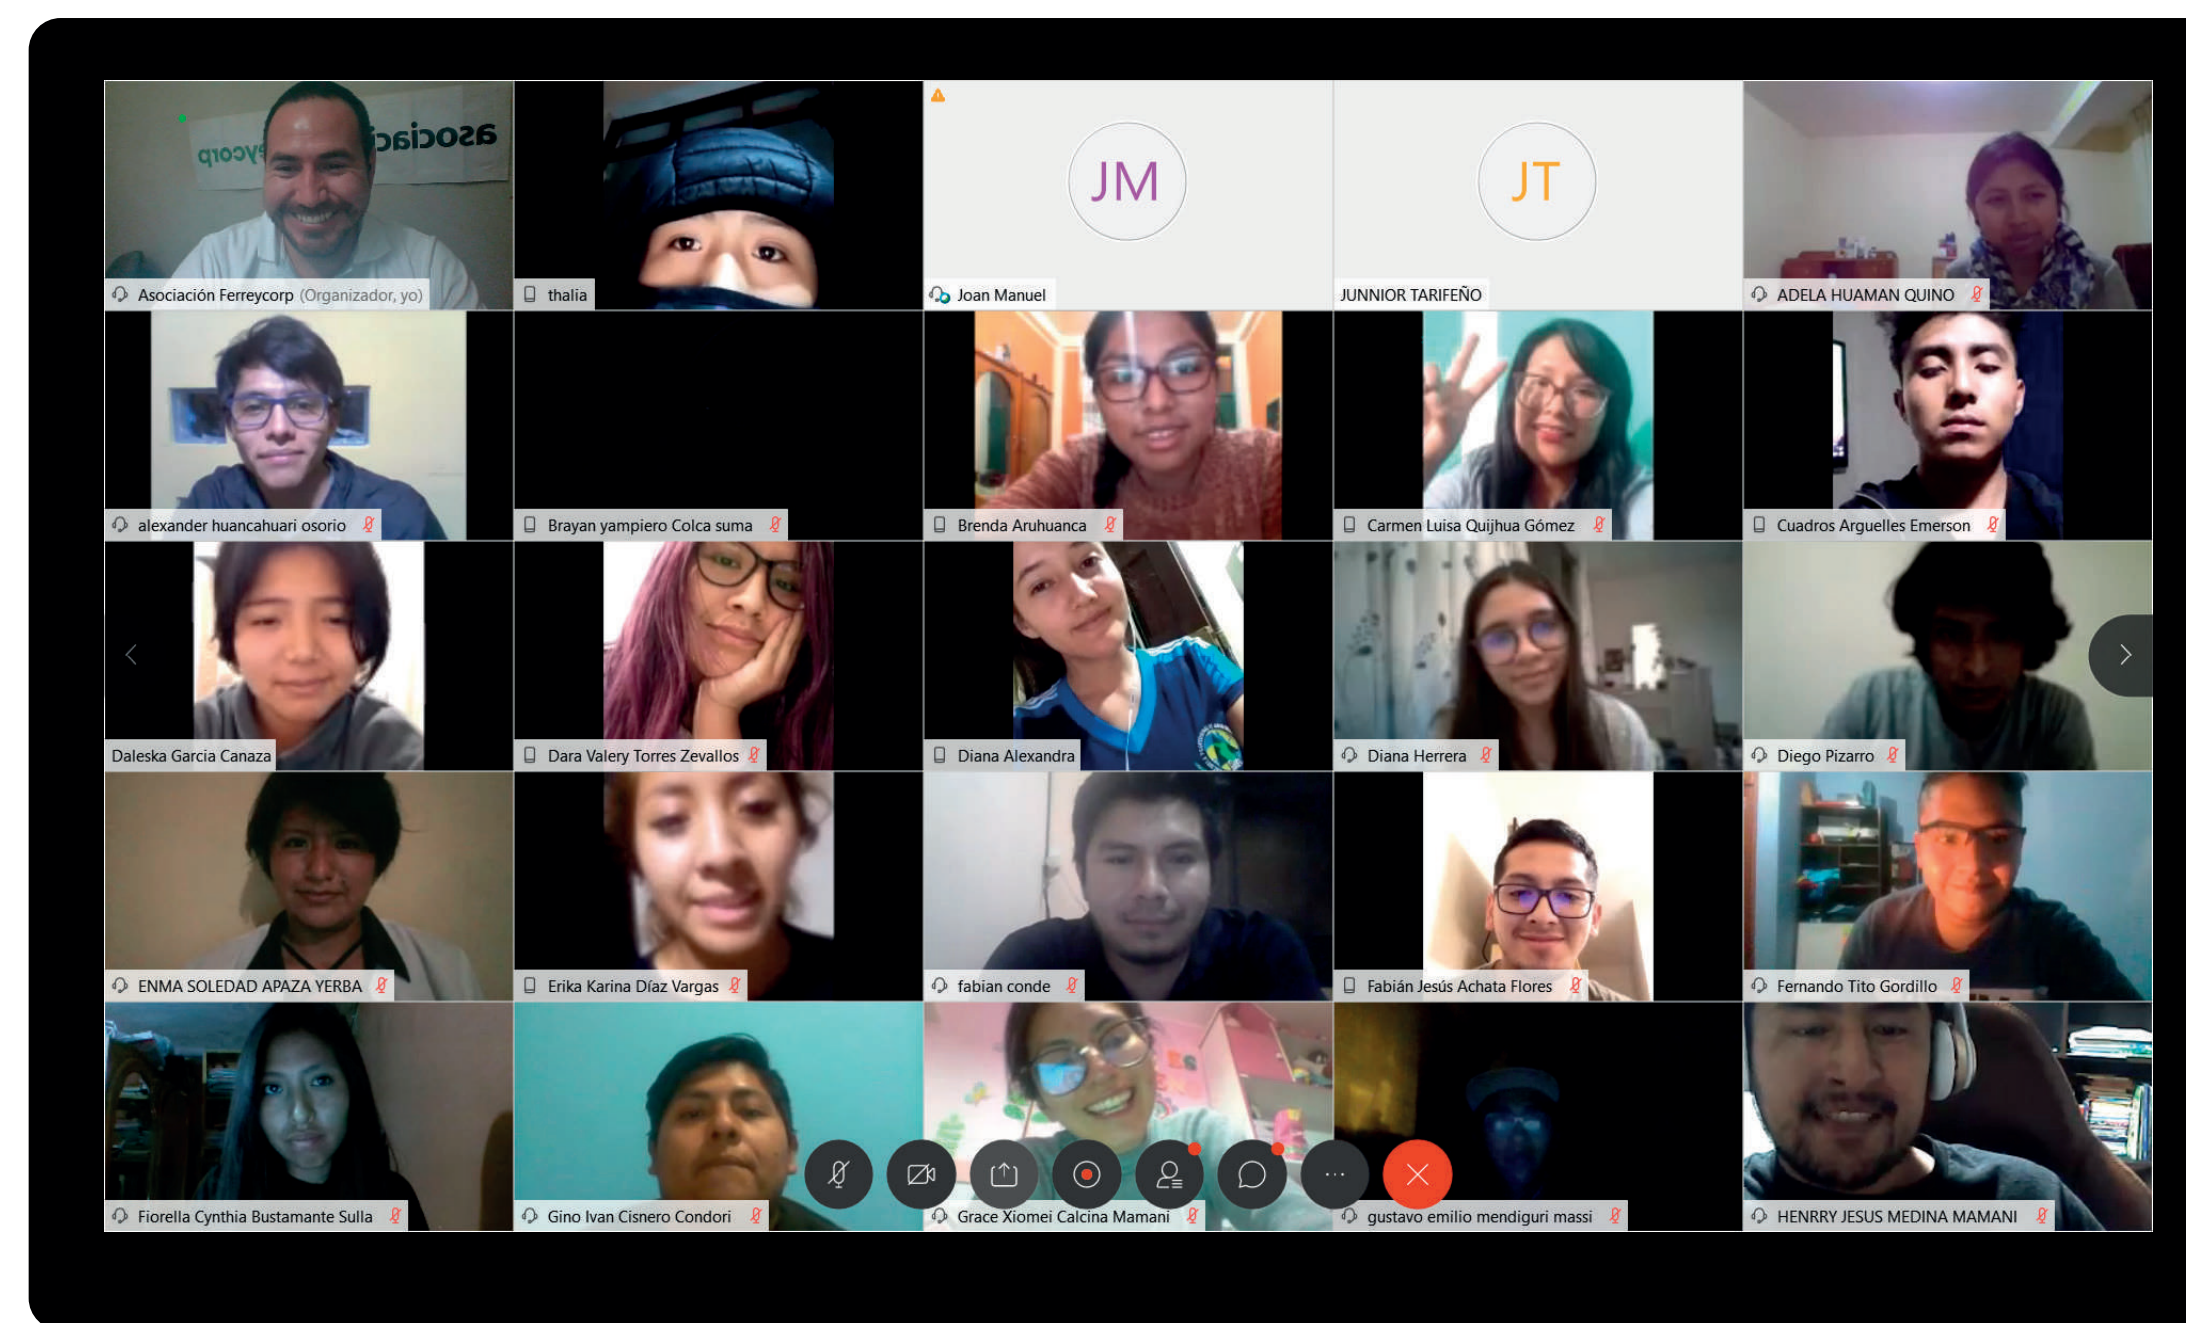 asociac
eycorp
Asociación Ferreycorp (Organizador, yo)
thalia
JM
Joan Manuel
JT
JUNNIOR TARIFEÑO
ADELA HUAMAN QUINO
alexander huancahuari osorio
Brayan yampiero Colca suma
Brenda Aruhuanca
Carmen Luisa Quijhua Gómez
Cuadros Arguelles Emerson
Daleska Garcia Canaza
Dara Valery Torres Zevallos
Diana Alexandra
Diana Herrera
Diego Pizarro
ENMA SOLEDAD APAZA YERBA
Erika Karina Díaz Vargas
fabian conde
Fabián Jesús Achata Flores
Fernando Tito Gordillo
Fiorella Cynthia Bustamante Sulla
Gino Ivan Cisnero Condori
Grace Xiomei Calcina Mamani
gustavo emilio mendiguri massi
HENRRY JESUS MEDINA MAMANI